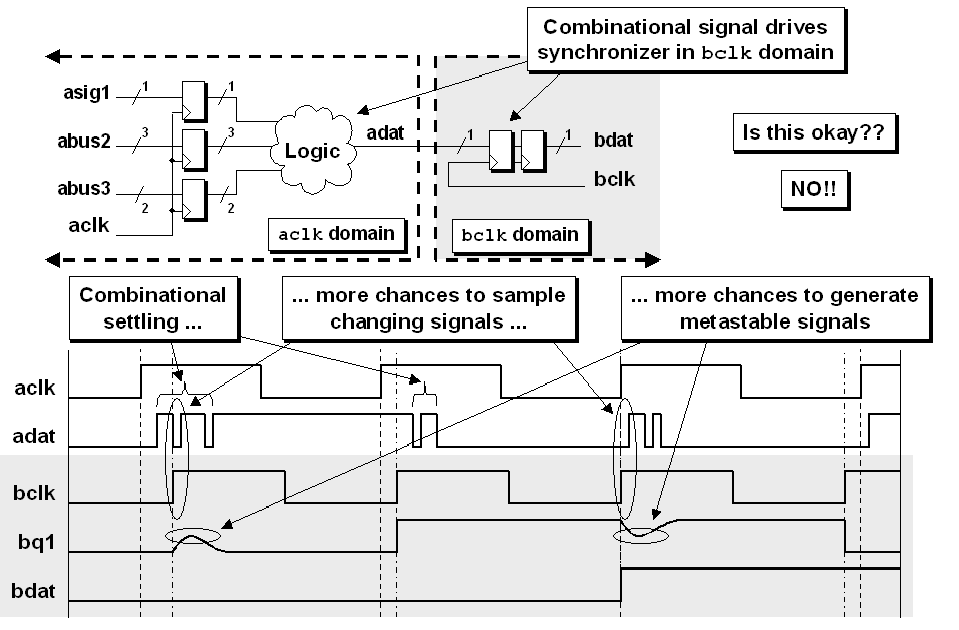 Combinational signal drives
synchronizer in bclk domain
asig1
1
1
abus2
3
3
abus3
2
2
aclk
Logic
adat
1
1
bdat
bclk
Is this okay??
NO!!
aclk domain
bclk domain
Combinational
settling ...
... more chances to sample
changing signals ...
... more chances to generate
metastable signals
aclk
adat
bclk
bq1
bdat